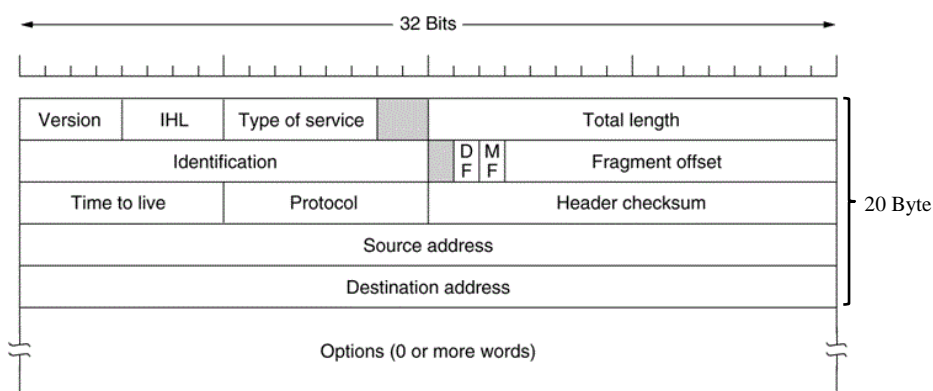 32 Bits
Version IHL Type of service Total length
Identification D F M F Fragment offset
Time to live Protocol Header checksum
Source address
20 Byte
Destination address
Options (0 or more words)